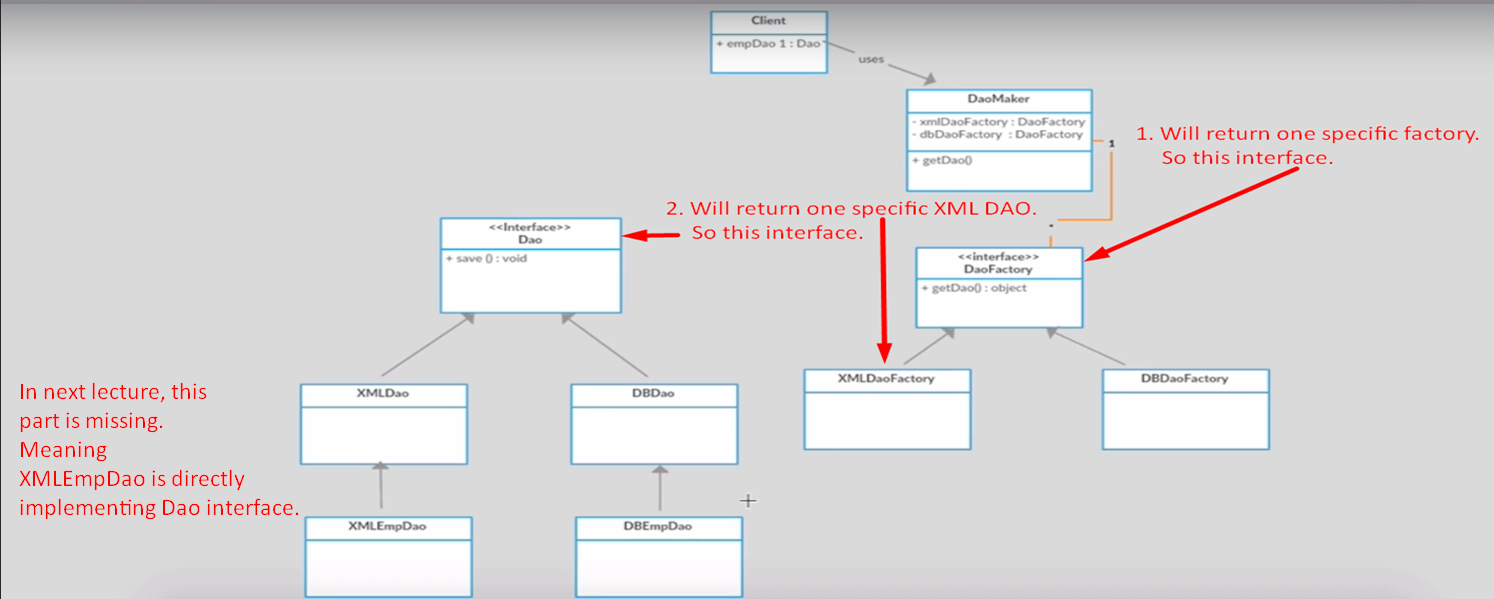 Client
+ empDao 1 : Dao
uses
DaoMaker
- xmlDaoFactory : DaoFactory
- dbDaoFactory : DaoFactory
+ getDao()
1
1. Will return one specific factory.
So this interface.
2. Will return one specific XML DAO.
So this interface.
<<Interface>>
Dao
+ save () : void
<<interface>>
DaoFactory
+ getDao() : object
XMLDaoFactory
DBDaoFactory
XMLDao
DBDao
In next lecture, this
part is missing.
Meaning
XMLEmpDao is directly
implementing Dao interface.
XMLEmpDao
DBEmpDao